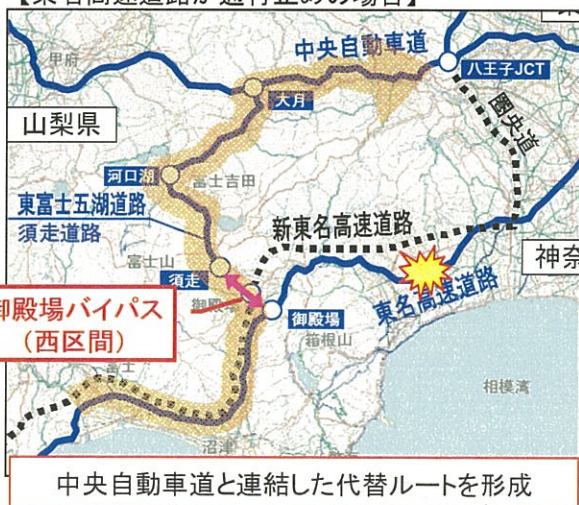 【東名高速道路が通行止めの場合】
中央自動車道
甲府
八王子JCT
大月
圏央道
山梨県
河口湖
富士吉田
東富士五湖道路
須走道路
新東名高速道路
富士山
須走
神奈
御殿場バイパス
(西区間)
御殿場
東名高速道路
箱根山
富士
相模湾
沼津
中央自動車道と連結した代替ルートを形成